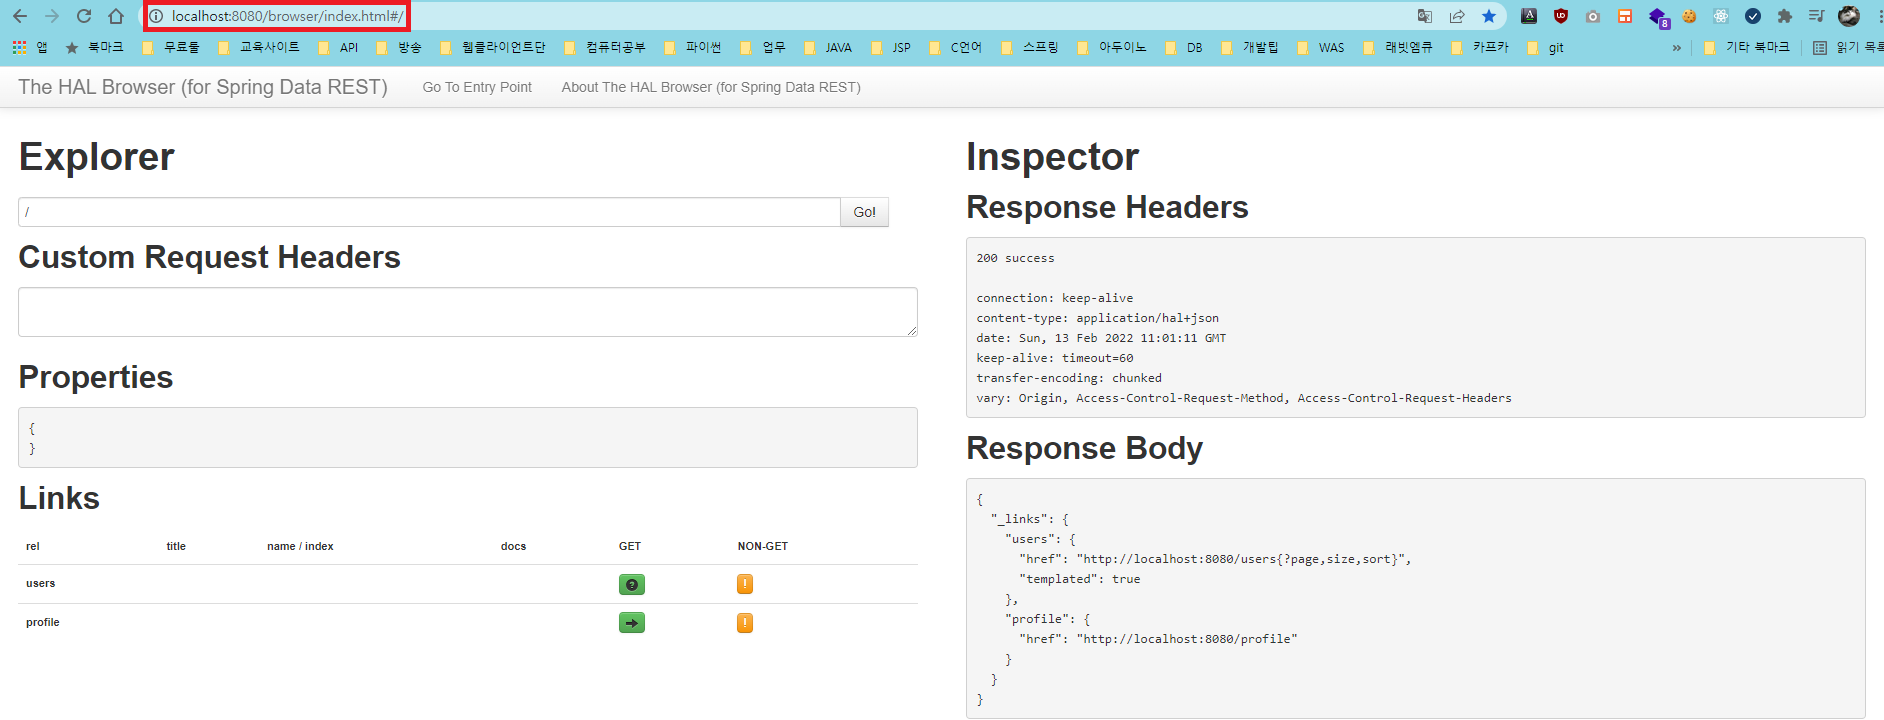 localhost:8080/browser/index.html#/
8
앱 북마크 무료툴 교육사이트 API 방송 웹클라이언트단 컴퓨터공부 파이썬 업무 JAVA JSP C언어 스프링 아두이노 DB 개발팁 WAS 래빗엠큐 카프카 git » 기타 북마크 읽기 목록
The HAL Browser (for Spring Data REST) Go To Entry Point About The HAL Browser (for Spring Data REST)
Explorer
/ Go!
Custom Request Headers
Properties
{
}
Links
rel title name / index docs GET NON-GET
users ? !
profile !
Inspector
Response Headers
200 success
connection: keep-alive
content-type: application/hal+json
date: Sun, 13 Feb 2022 11:01:11 GMT
keep-alive: timeout=60
transfer-encoding: chunked
vary: Origin, Access-Control-Request-Method, Access-Control-Request-Headers
Response Body
{
"_links": {
"users": {
"href": "http://localhost:8080/users{?page,size,sort}",
"templated": true
},
"profile": {
"href": "http://localhost:8080/profile"
}
}
}